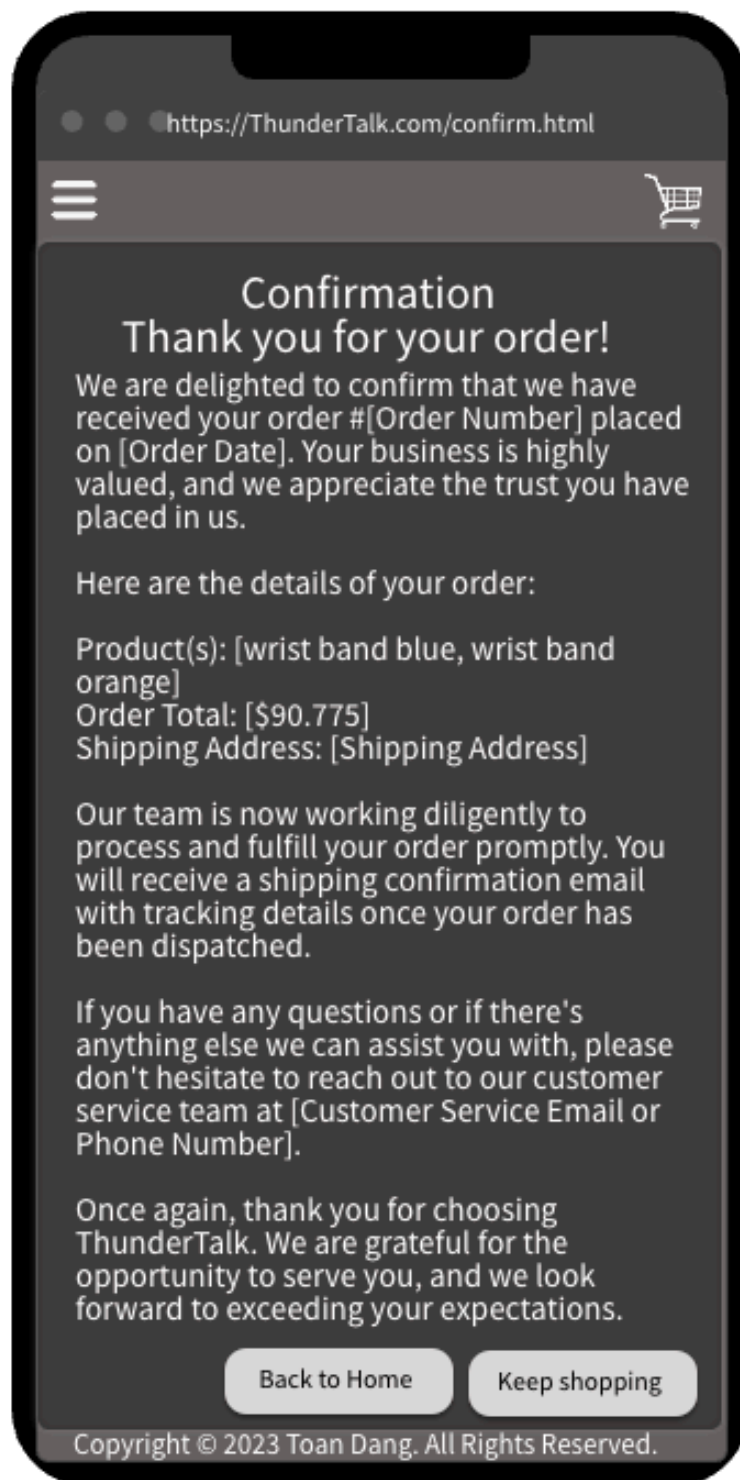 https://ThunderTalk.com/confirm.html
Confirmation
Thank you for your order!
We are delighted to confirm that we have
received your order #[Order Number] placed
on [Order Date]. Your business is highly
valued, and we appreciate the trust you have
placed in us.
Here are the details of your order:
Product(s): [wrist band blue, wrist band
orange]
Order Total: [$90.775]
Shipping Address: [Shipping Address]
Our team is now working diligently to
process and fulfill your order promptly. You
will receive a shipping confirmation email
with tracking details once your order has
been dispatched.
If you have any questions or if there's
anything else we can assist you with, please
don't hesitate to reach out to our customer
service team at [Customer Service Email or
Phone Number].
Once again, thank you for choosing
ThunderTalk. We are grateful for the
opportunity to serve you, and we look
forward to exceeding your expectations.
Back to Home
Keep shopping
Copyright © 2023 Toan Dang. All Rights Reserved.